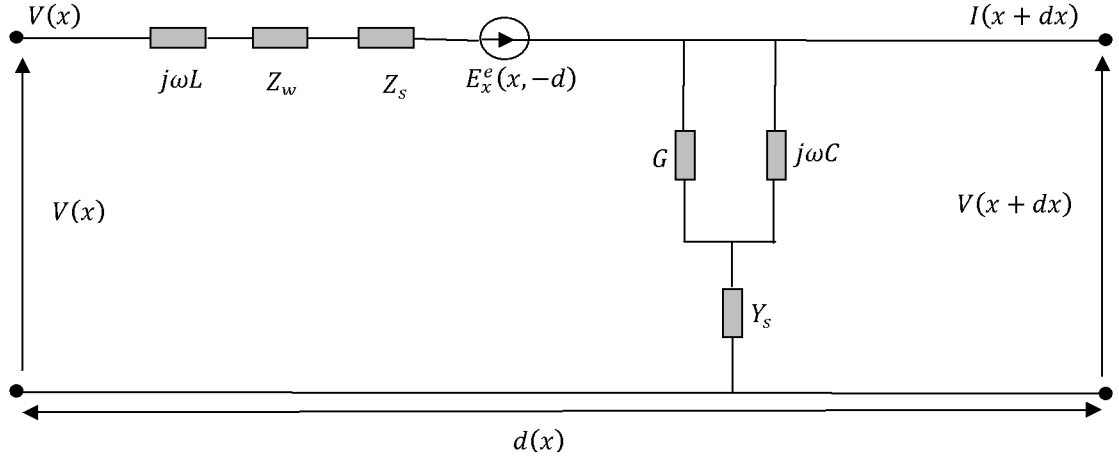 V(x)
I(x + dx)
jωL
Z_w
Z_s
E_x^e(x, −d)
G
jωC
V(x)
V(x + dx)
Y_s
d(x)